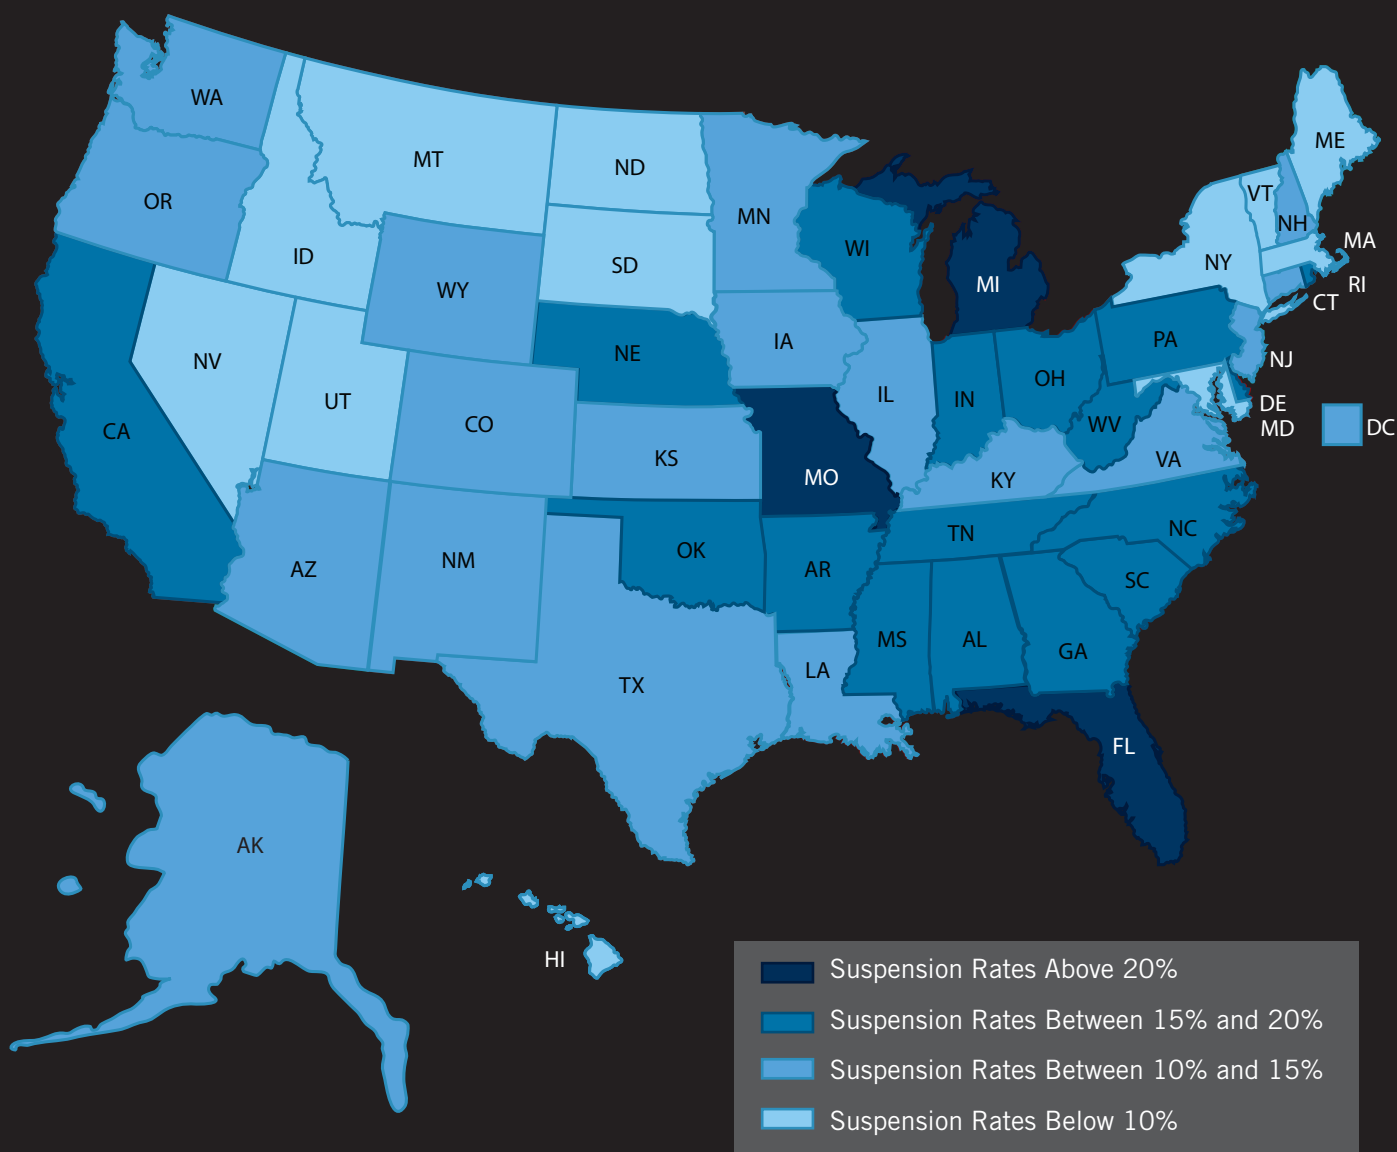 WA
MT
ND
ME
OR
MN
VT
NH
ID
SD
WI
NY
MA
WY
MI
RI
CT
NV
NE
IA
PA
NJ
UT
OH
IL
IN
DE
CA
CO
WV
MD
DC
KS
VA
MO
KY
OK
TN
NC
AZ
NM
AR
SC
MS
AL
GA
LA
TX
FL
AK
HI
Suspension Rates Above 20%
Suspension Rates Between 15% and 20%
Suspension Rates Between 10% and 15%
Suspension Rates Below 10%